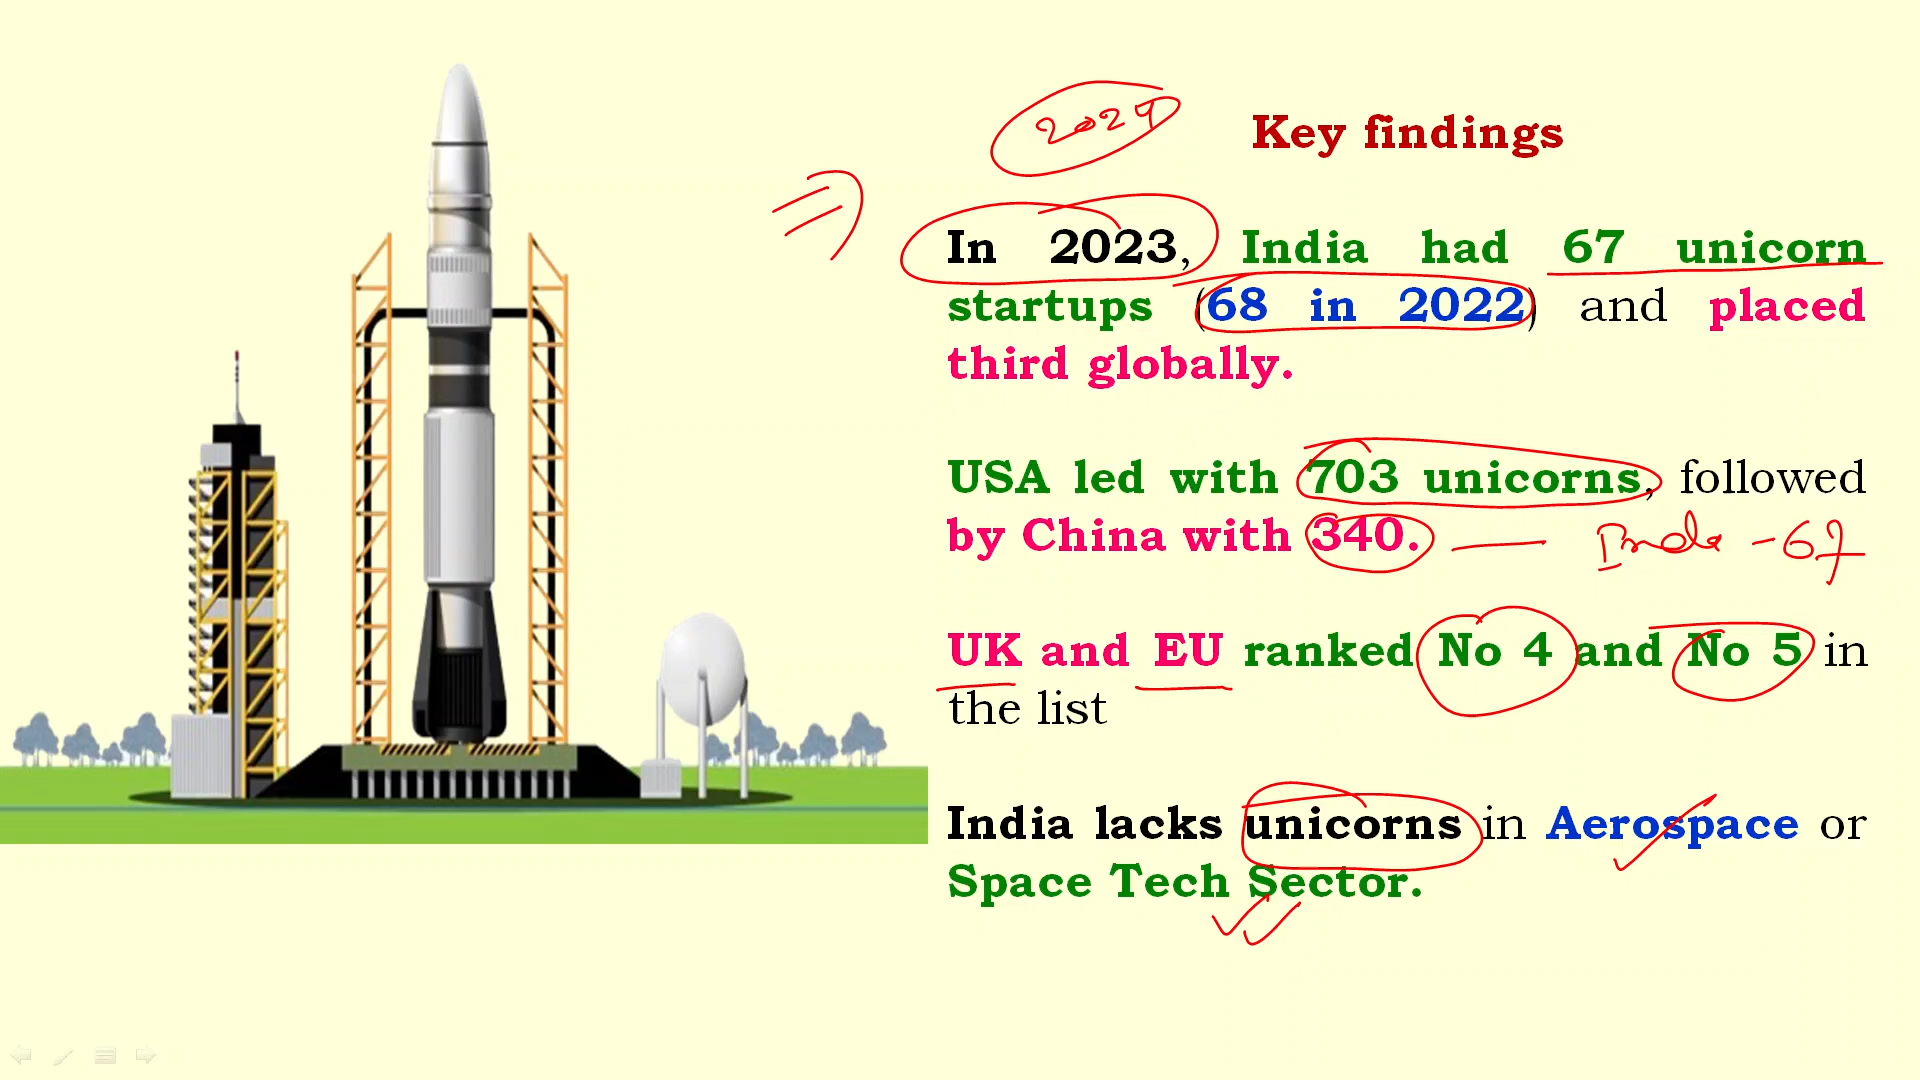 2024
Key findings
In 2023, India had 67 unicorn
startups (68 in 2022) and placed
third globally.
USA led with 703 unicorns, followed
by China with 340. — India - 67
UK and EU ranked No 4 and No 5 in
the list
India lacks unicorns in Aerospace or
Space Tech Sector.